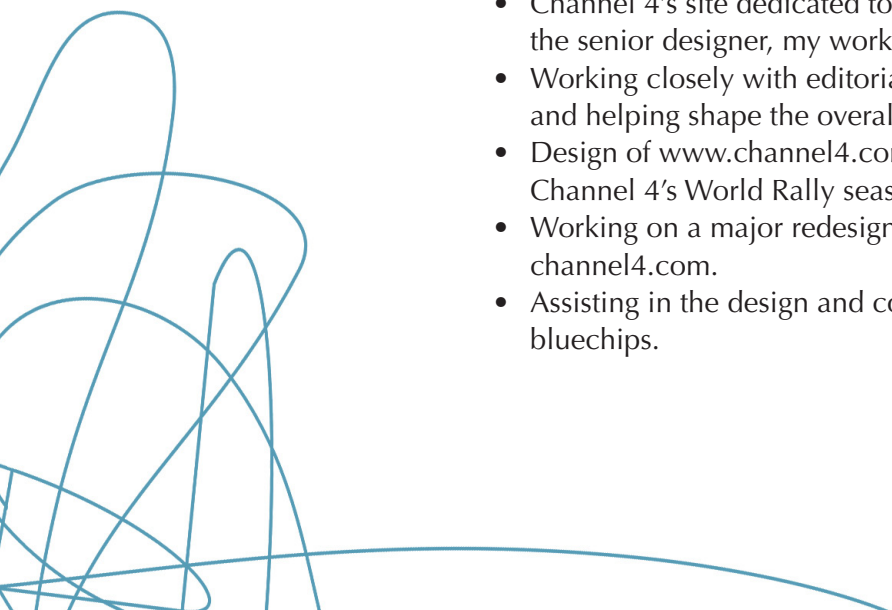 • Channel 4's site dedicated to
the senior designer, my work
• Working closely with editoria
and helping shape the overal
• Design of www.channel4.co
Channel 4's World Rally seas
• Working on a major redesign
channel4.com.
• Assisting in the design and co
bluechips.